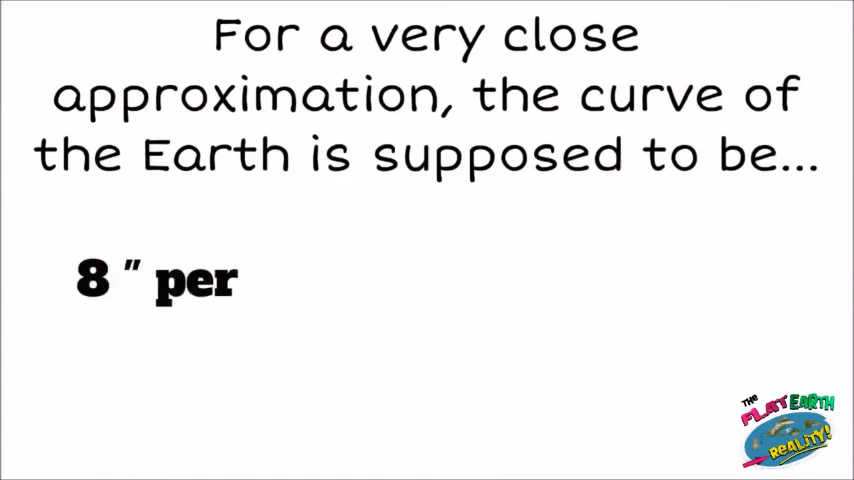 For a very close
approximation, the curve of
the Earth is supposed to be...
8 " per
THE
FLAT EARTH
REALITY!